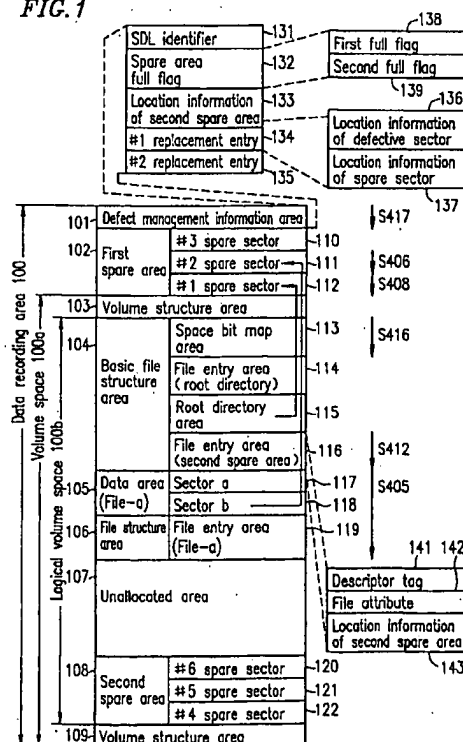 FIG. 1
SDL identifier
131
Spare area
full flag
132
Location information
of second spare area
133
#1 replacement entry
134
#2 replacement entry
135
138
First full flag
Second full flag
139
136
Location information
of defective sector
Location information
of spare sector
137
Data recording area 100
Volume space 100a
Logical volume space 100b
101
Defect management information area
S417
102
First
spare area
#3 spare sector
110
#2 spare sector
111
S406
#1 spare sector
112
S408
103
Volume structure area
104
Basic file
structure
area
Space bit map
area
113
S416
File entry area
(root directory)
114
Root directory
area
115
File entry area
(second spare area)
116
S412
105
Data area
(File-a)
Sector a
117
Sector b
118
S405
106
File structure
area
File entry area
(File-a)
119
107
Unallocated area
141
142
Descriptor tag
File attribute
Location information
of second spare area
143
108
Second
spare area
#6 spare sector
120
#5 spare sector
121
#4 spare sector
122
109
Volume structure area